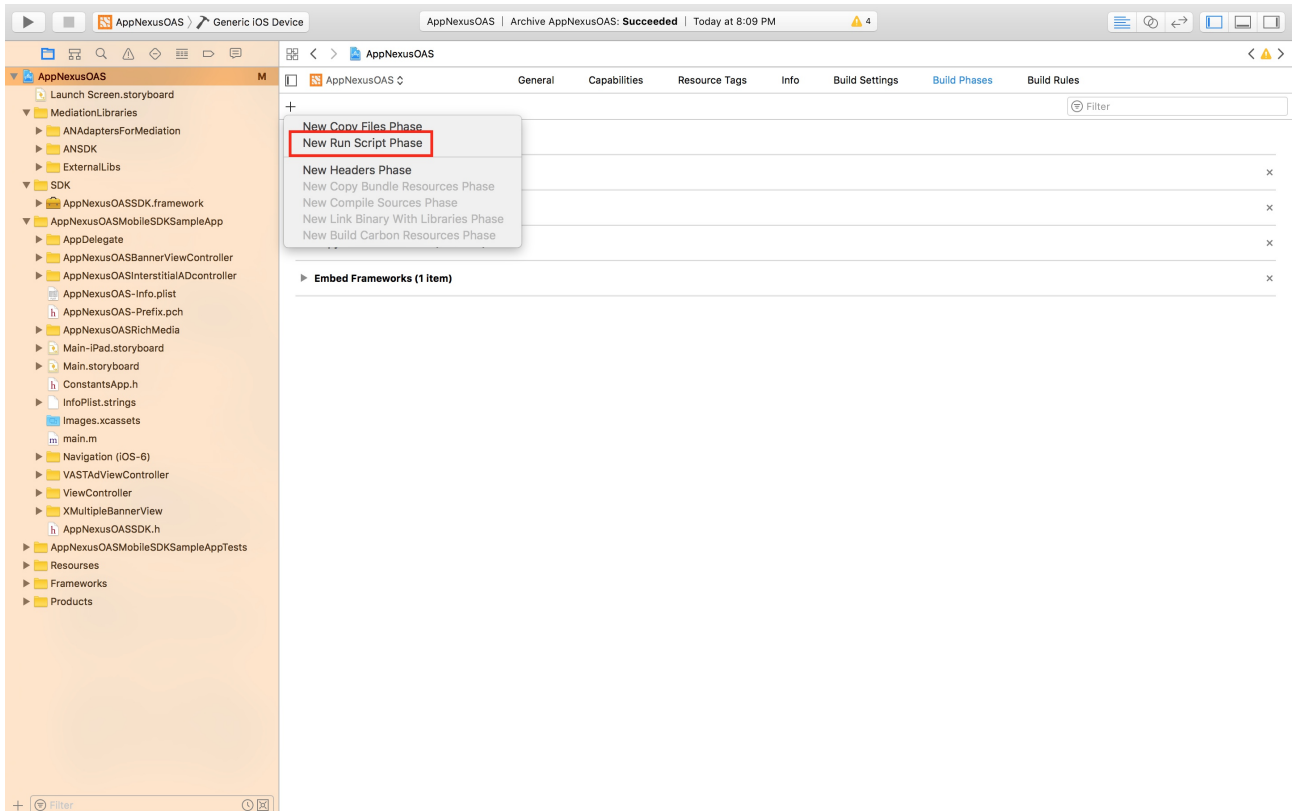 AppNexusOAS 〉 Generic iOS Device
AppNexusOAS | Archive AppNexusOAS: Succeeded | Today at 8:09 PM
4
AppNexusOAS
AppNexusOAS M
AppNexusOAS
General
Capabilities
Resource Tags
Info
Build Settings
Build Phases
Build Rules
Filter
New Copy Files Phase
New Run Script Phase
New Headers Phase
New Copy Bundle Resources Phase
New Compile Sources Phase
New Link Binary With Libraries Phase
New Build Carbon Resources Phase
Embed Frameworks (1 item)
Launch Screen.storyboard
MediationLibraries
ANAdaptersForMediation
ANSDK
ExternalLibs
SDK
AppNexusOASSDK.framework
AppNexusOASMobileSDKSampleApp
AppDelegate
AppNexusOASBannerViewController
AppNexusOASInterstitialADcontroller
AppNexusOAS-Info.plist
h AppNexusOAS-Prefix.pch
AppNexusOASRichMedia
Main-iPad.storyboard
Main.storyboard
h ConstantsApp.h
InfoPlist.strings
Images.xcassets
m main.m
Navigation (iOS-6)
VASTAdViewController
ViewController
XMultipleBannerView
h AppNexusOASSDK.h
AppNexusOASMobileSDKSampleAppTests
Resourses
Frameworks
Products
Filter